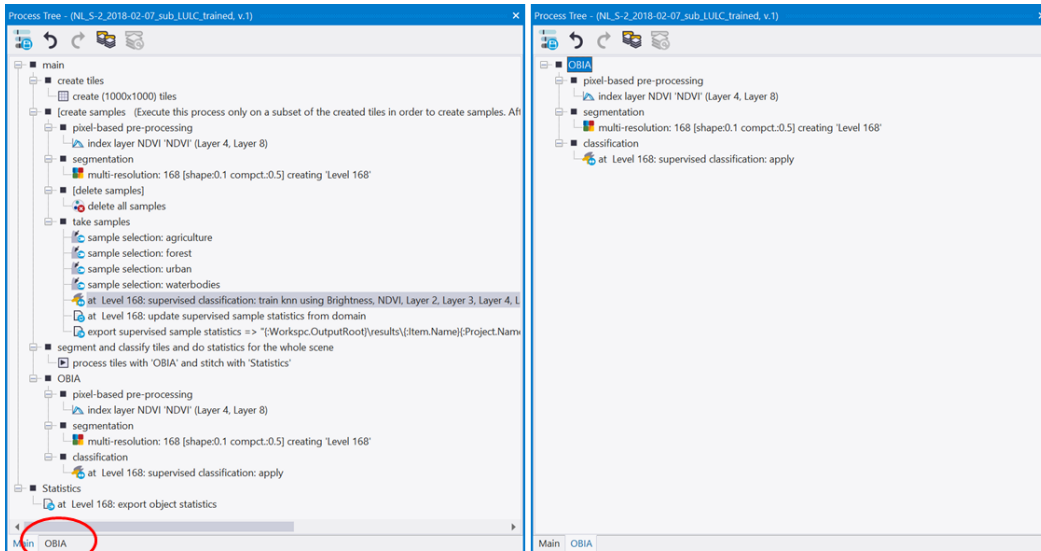 Process Tree - (NL_S-2_2018-02-07_sub_LULC_trained, v.1)
main
create tiles
create (1000x1000) tiles
[create samples   (Execute this process only on a subset of the created tiles in order to create samples. Aft
pixel-based pre-processing
index layer NDVI 'NDVI' (Layer 4, Layer 8)
segmentation
multi-resolution: 168 [shape:0.1 compct.:0.5] creating 'Level 168'
[delete samples]
delete all samples
take samples
sample selection: agriculture
sample selection: forest
sample selection: urban
sample selection: waterbodies
at  Level 168: supervised classification: train knn using Brightness, NDVI, Layer 2, Layer 3, Layer 4, L
at  Level 168: update supervised sample statistics from domain
export supervised sample statistics => "{:Workspc.OutputRoot}\results\{:Item.Name}{:Project.Name
segment and classify tiles and do statistics for the whole scene
process tiles with 'OBIA' and stitch with 'Statistics'
OBIA
pixel-based pre-processing
index layer NDVI 'NDVI' (Layer 4, Layer 8)
segmentation
multi-resolution: 168 [shape:0.1 compct.:0.5] creating 'Level 168'
classification
at  Level 168: supervised classification: apply
Statistics
at  Level 168: export object statistics
Main OBIA
Process Tree - (NL_S-2_2018-02-07_sub_LULC_trained, v.1)
OBIA
pixel-based pre-processing
index layer NDVI 'NDVI' (Layer 4, Layer 8)
segmentation
multi-resolution: 168 [shape:0.1 compct.:0.5] creating 'Level 168'
classification
at  Level 168: supervised classification: apply
Main OBIA